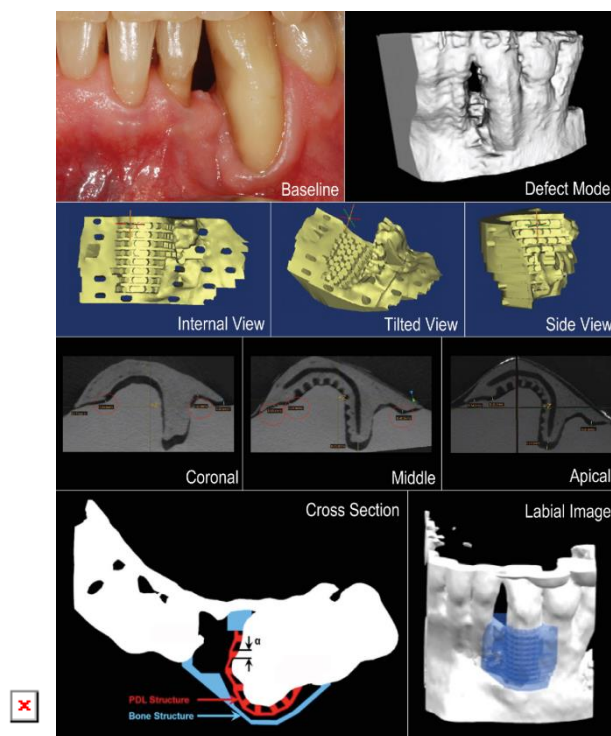 Baseline
Defect Mode
Internal View
Tilted View
Side View
Coronal
Middle
Apical
Cross Section
Labial Image
α
PDL Structure
Bone Structure